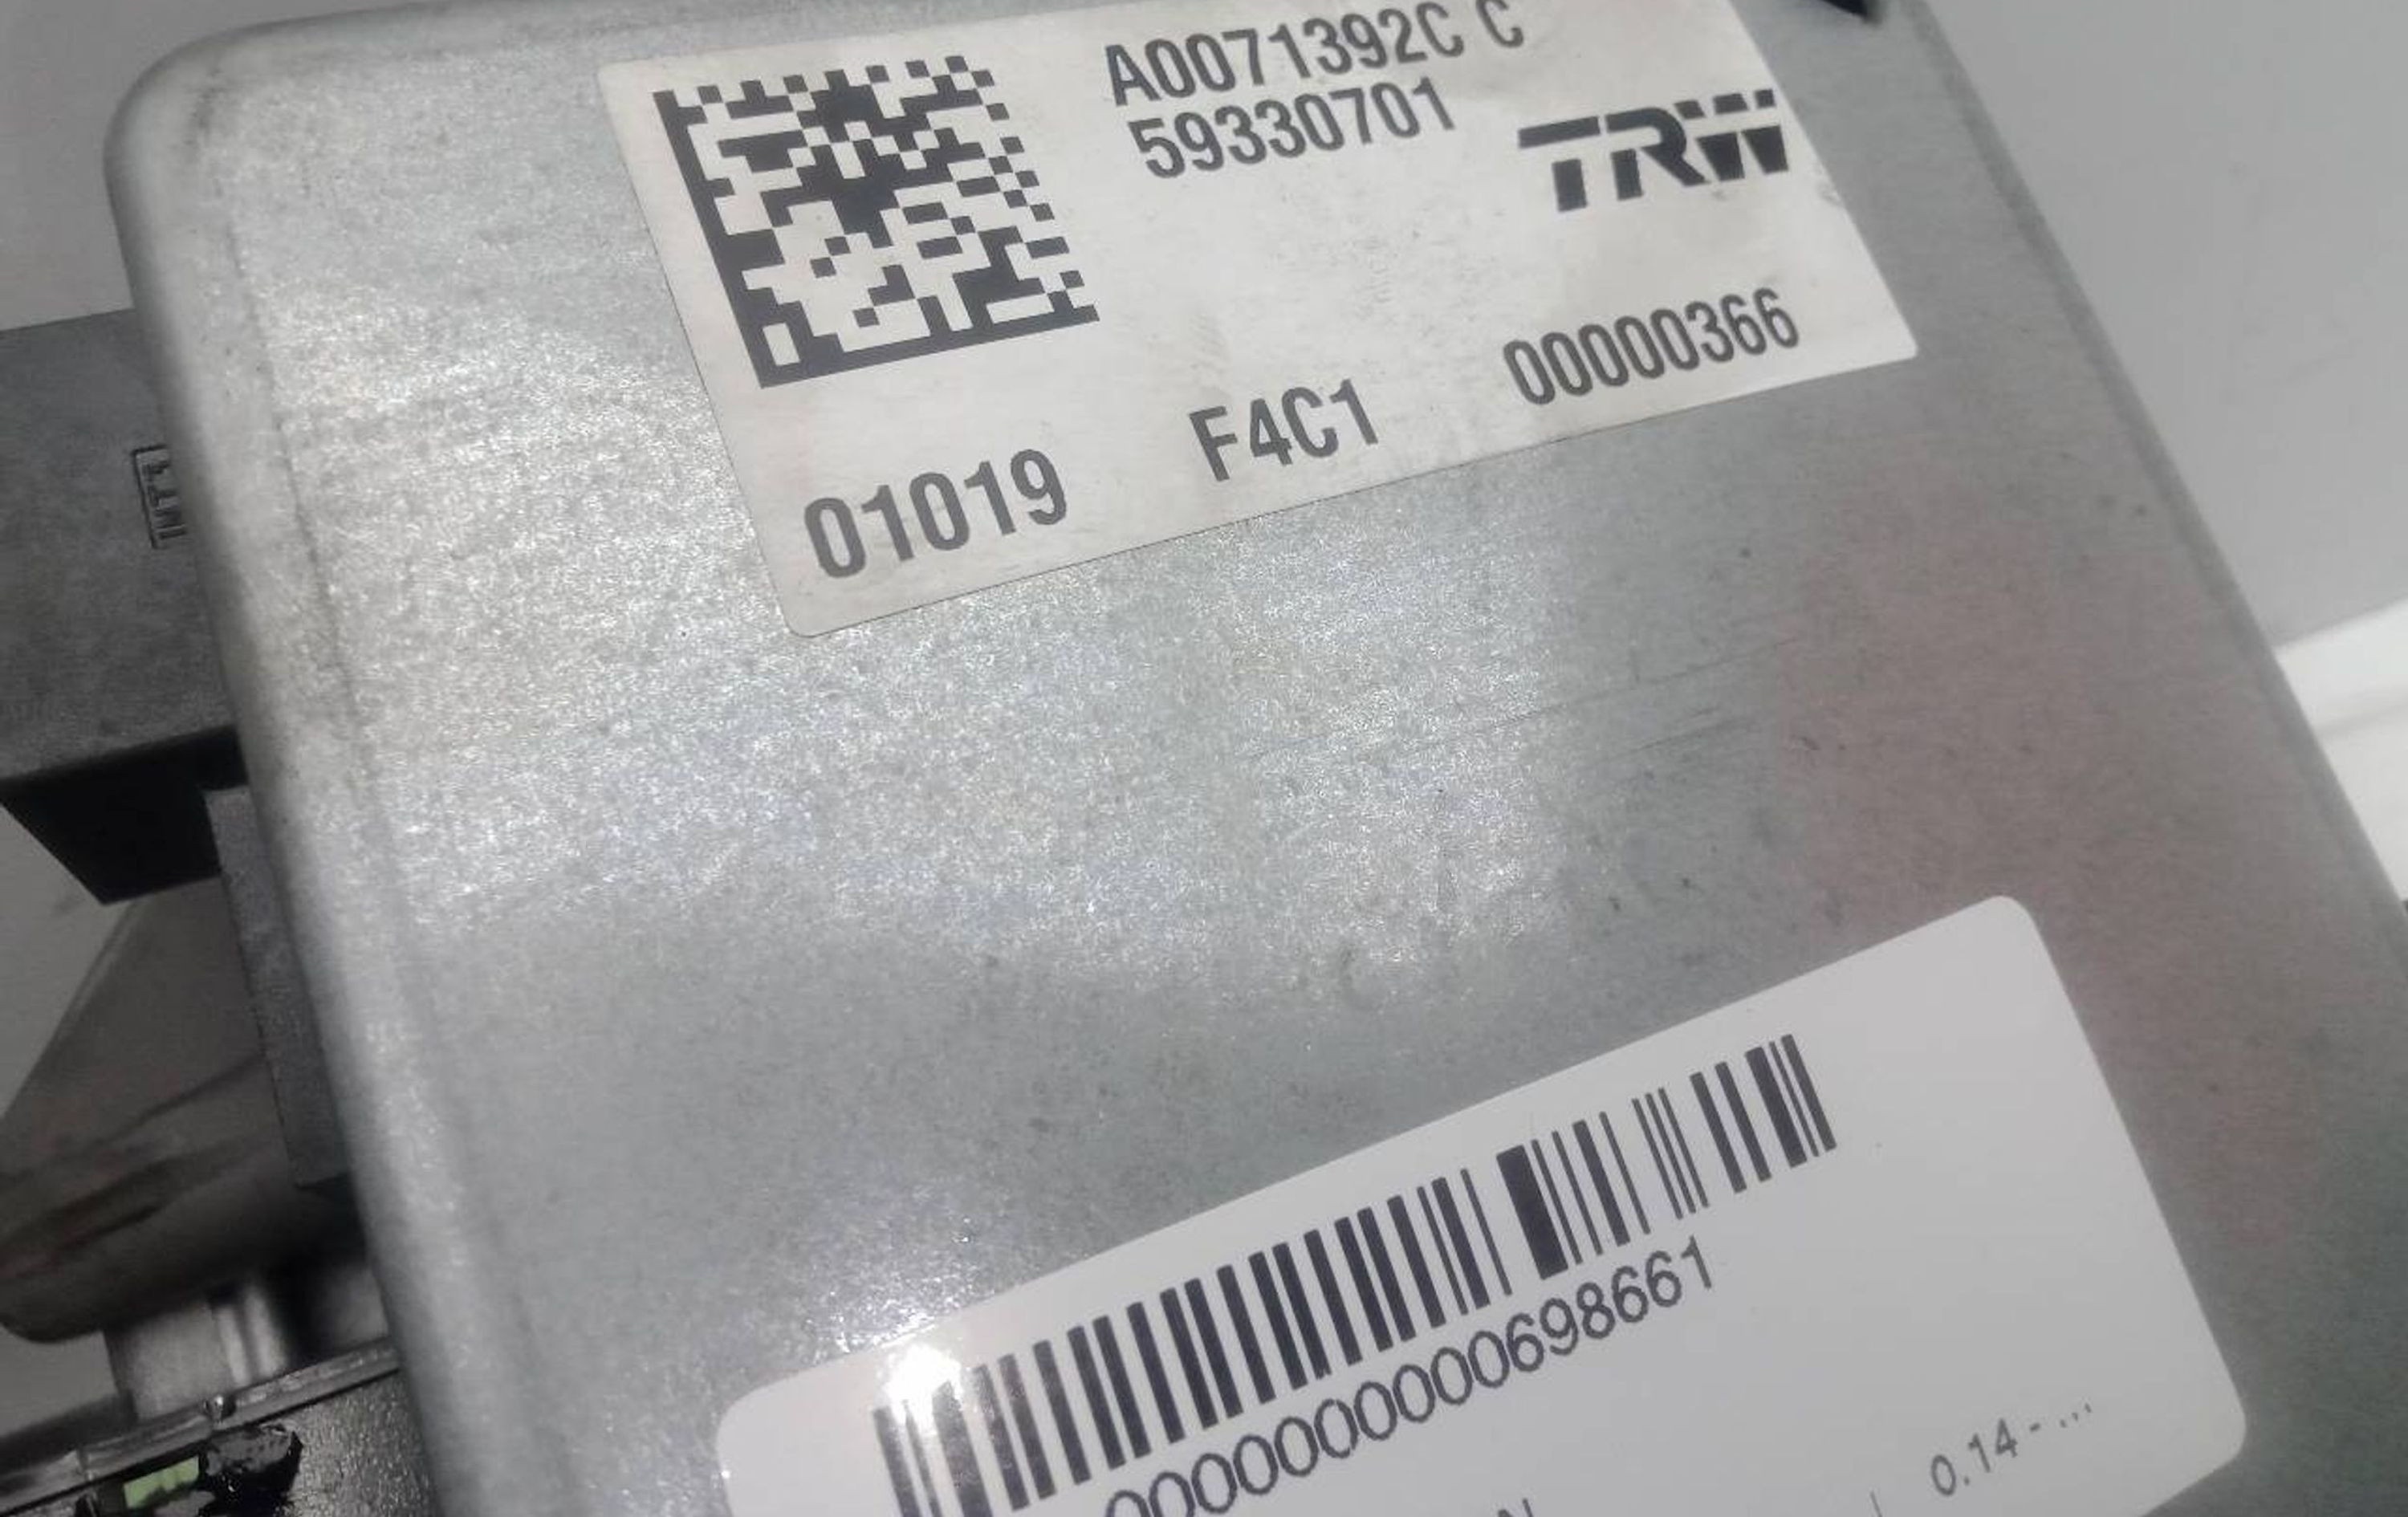 A0071392C C
59330701
TRW
01019 F4C1 00000366
0000000000698661
0.14 - ...